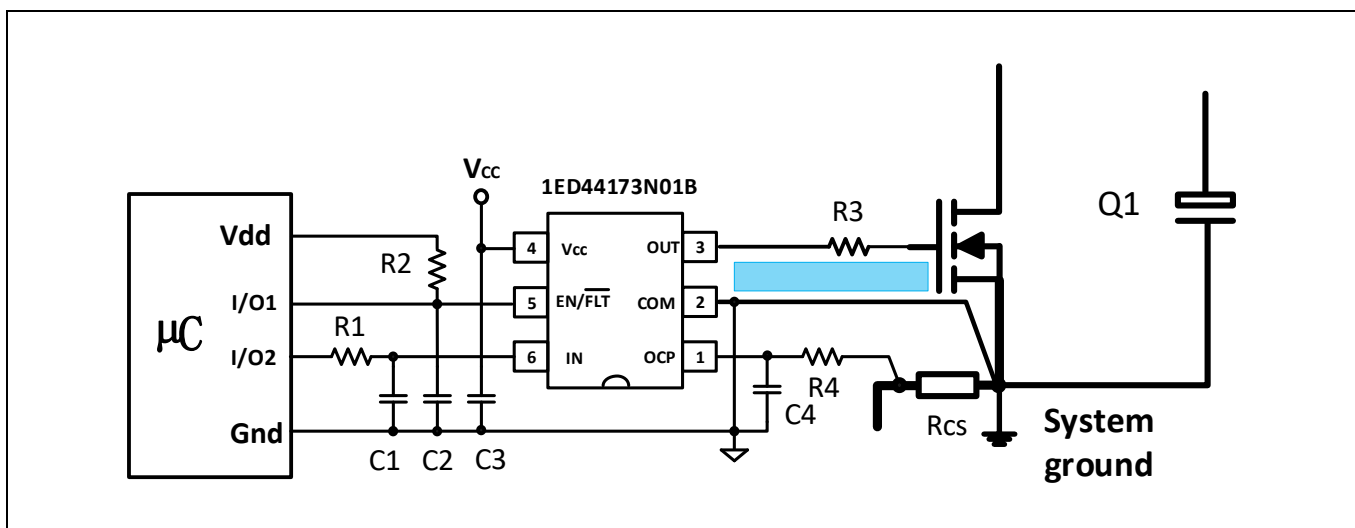 Vcc
1ED44173N01B
μC
Vdd
I/O1
I/O2
Gnd
R2
R1
C1
C2
C3
4
Vcc
OUT
3
5
EN/FLT
COM
2
6
IN
OCP
1
R3
R4
C4
Rcs
Q1
System
ground